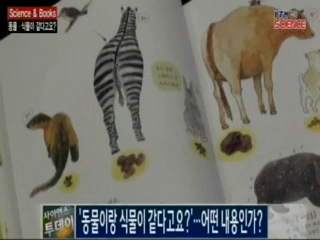 Science & Books
동물 · 식물이 같다고요?
YTN
SCIENCE
사이언스
투데이
'동물이랑 식물이 같다고요?'…어떤 내용인가?